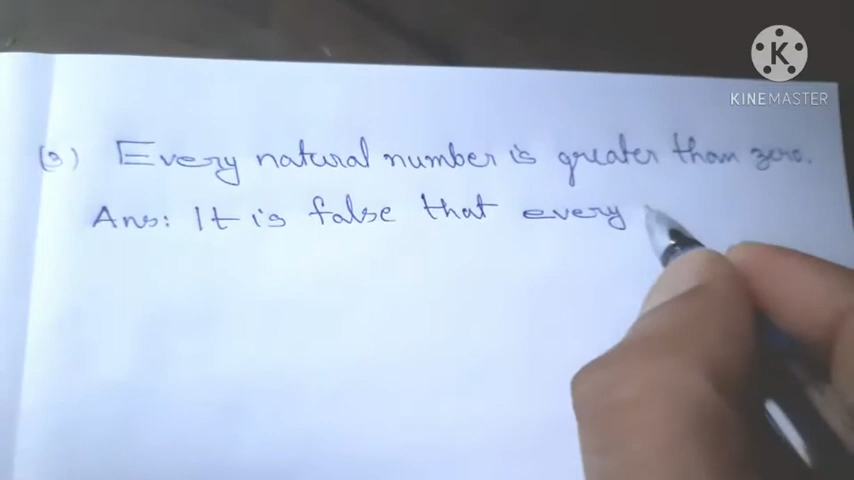 K
KINEMASTER
(3) Every natural number is greater than zero.
Ans: It is false that every